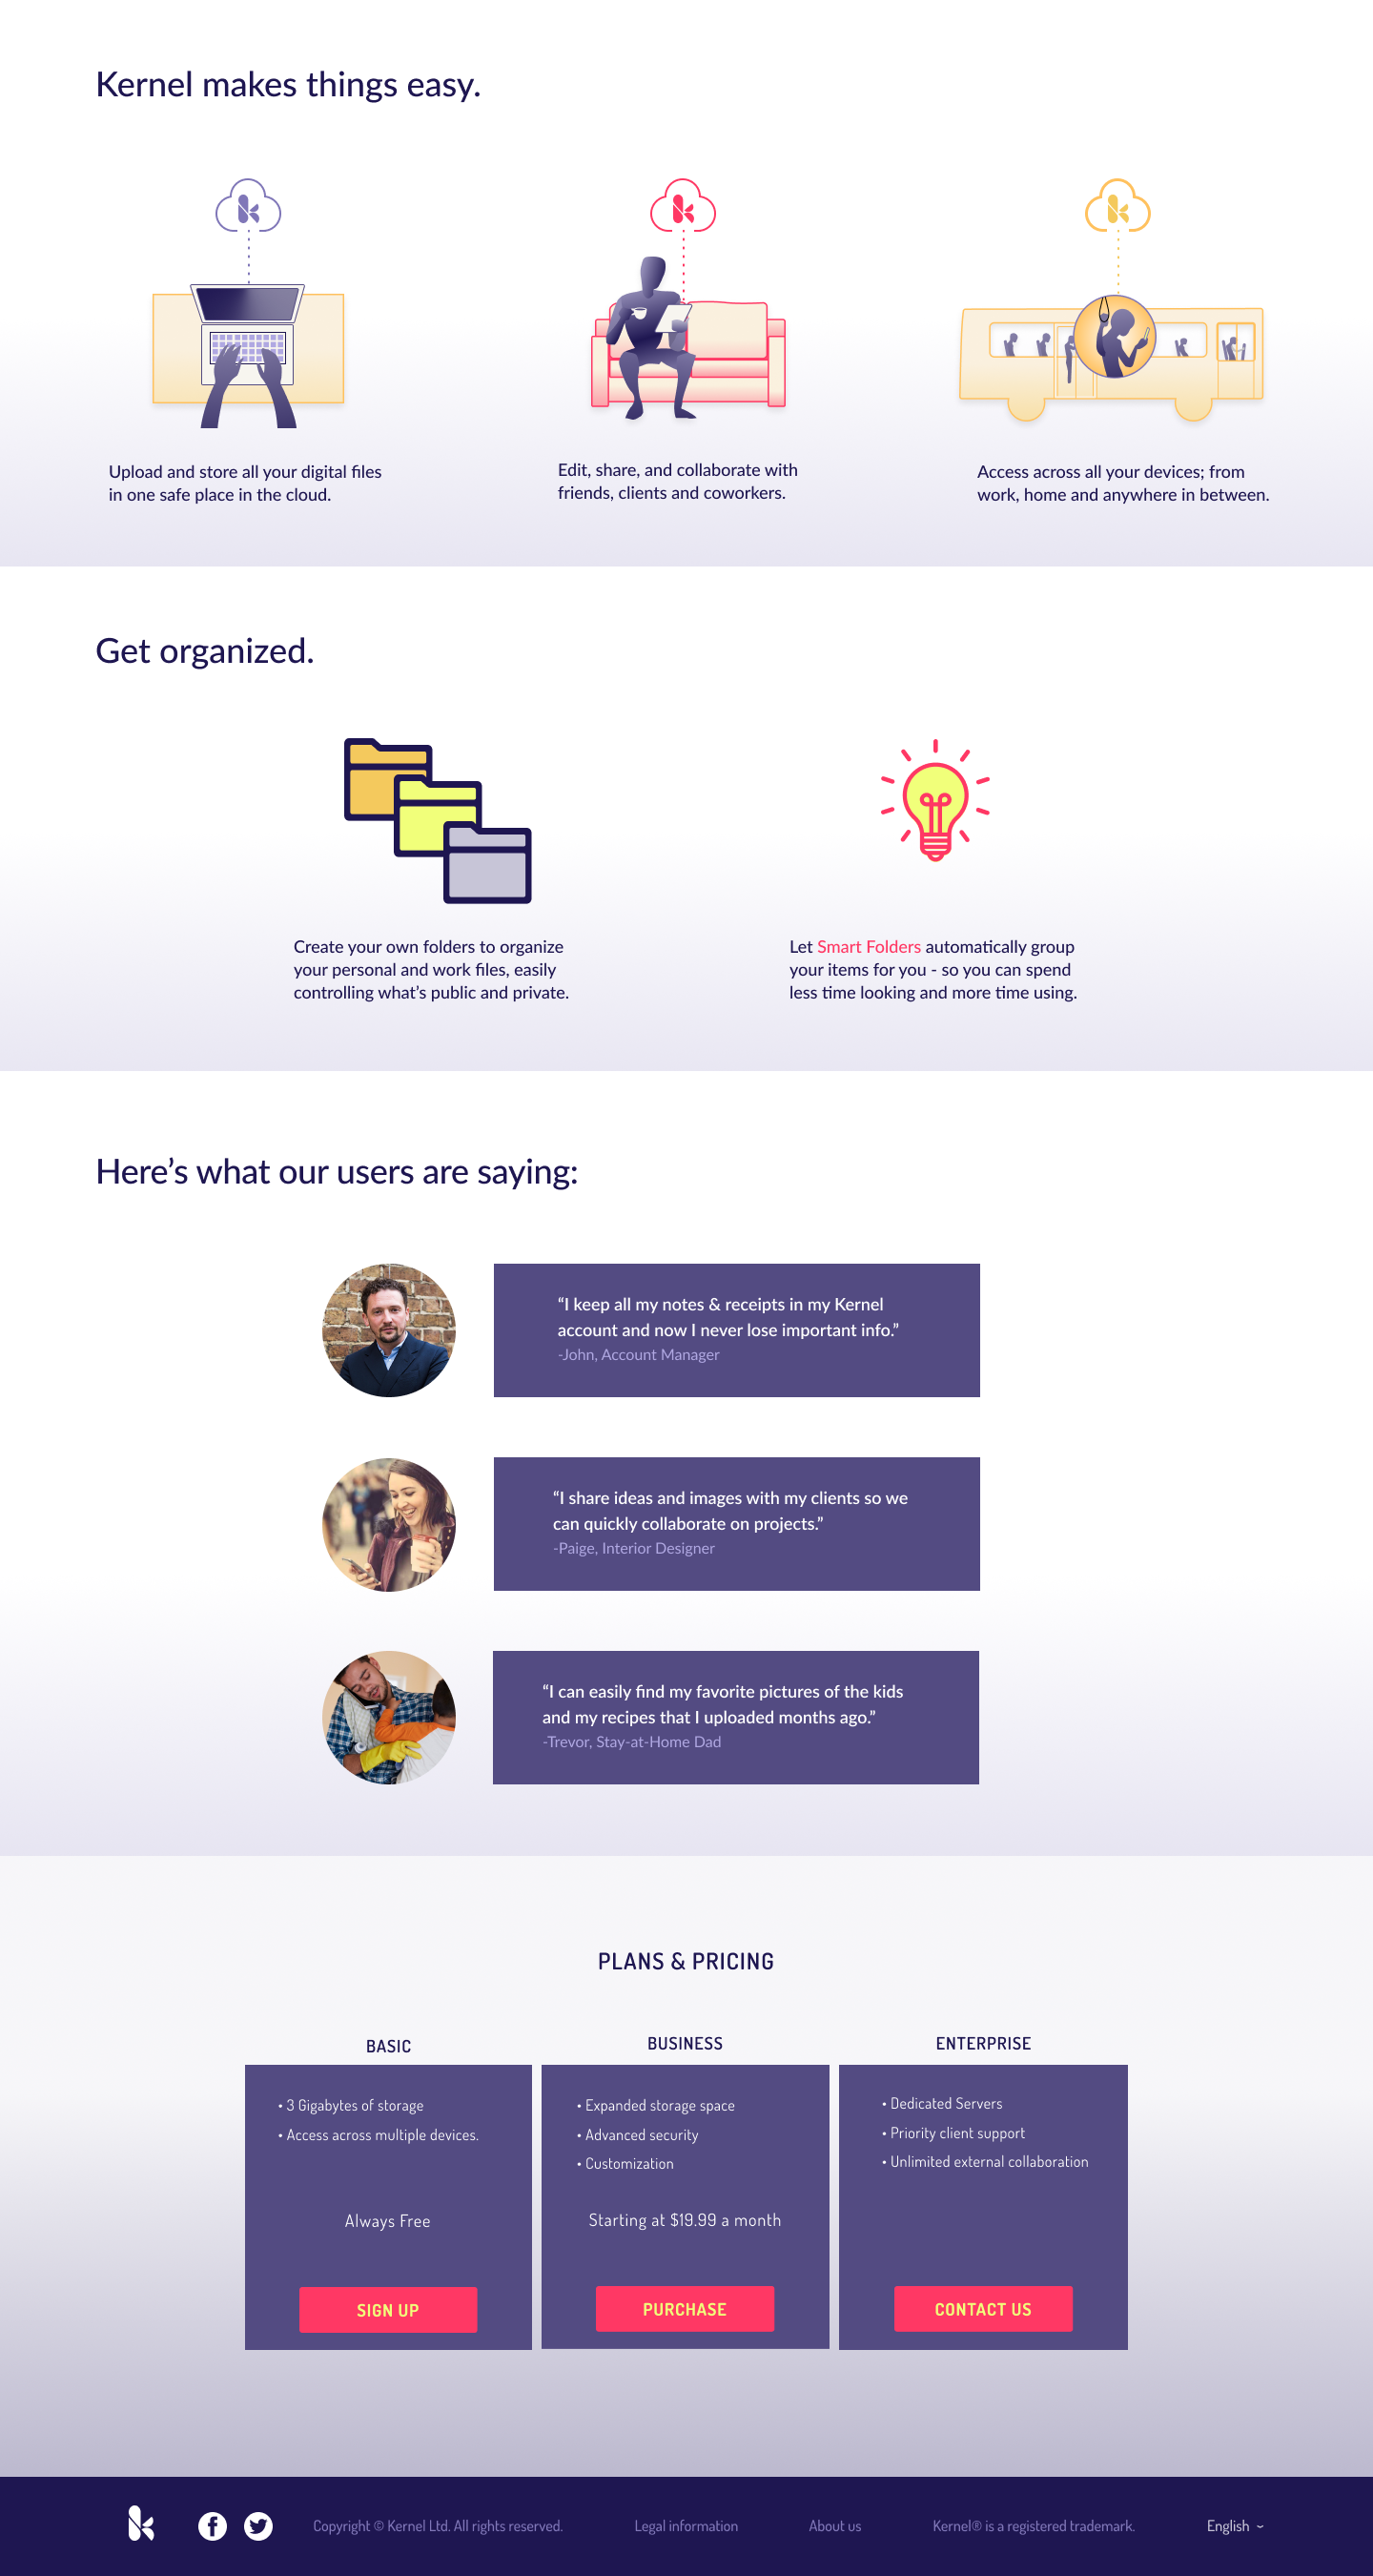 Kernel makes things easy.
Upload and store all your digital files
in one safe place in the cloud.
Edit, share, and collaborate with
friends, clients and coworkers.
Access across all your devices; from
work, home and anywhere in between.
Get organized.
Create your own folders to organize
your personal and work files, easily
controlling what’s public and private.
Let Smart Folders automatically group
your items for you - so you can spend
less time looking and more time using.
Here’s what our users are saying:
“I keep all my notes & receipts in my Kernel
account and now I never lose important info.”
-John, Account Manager
“I share ideas and images with my clients so we
can quickly collaborate on projects.”
-Paige, Interior Designer
“I can easily find my favorite pictures of the kids
and my recipes that I uploaded months ago.”
-Trevor, Stay-at-Home Dad
PLANS & PRICING
BASIC
• 3 Gigabytes of storage
• Access across multiple devices.
Always Free
SIGN UP
BUSINESS
• Expanded storage space
• Advanced security
• Customization
Starting at $19.99 a month
PURCHASE
ENTERPRISE
• Dedicated Servers
• Priority client support
• Unlimited external collaboration
CONTACT US
Copyright © Kernel Ltd. All rights reserved.
Legal information
About us
Kernel® is a registered trademark.
English